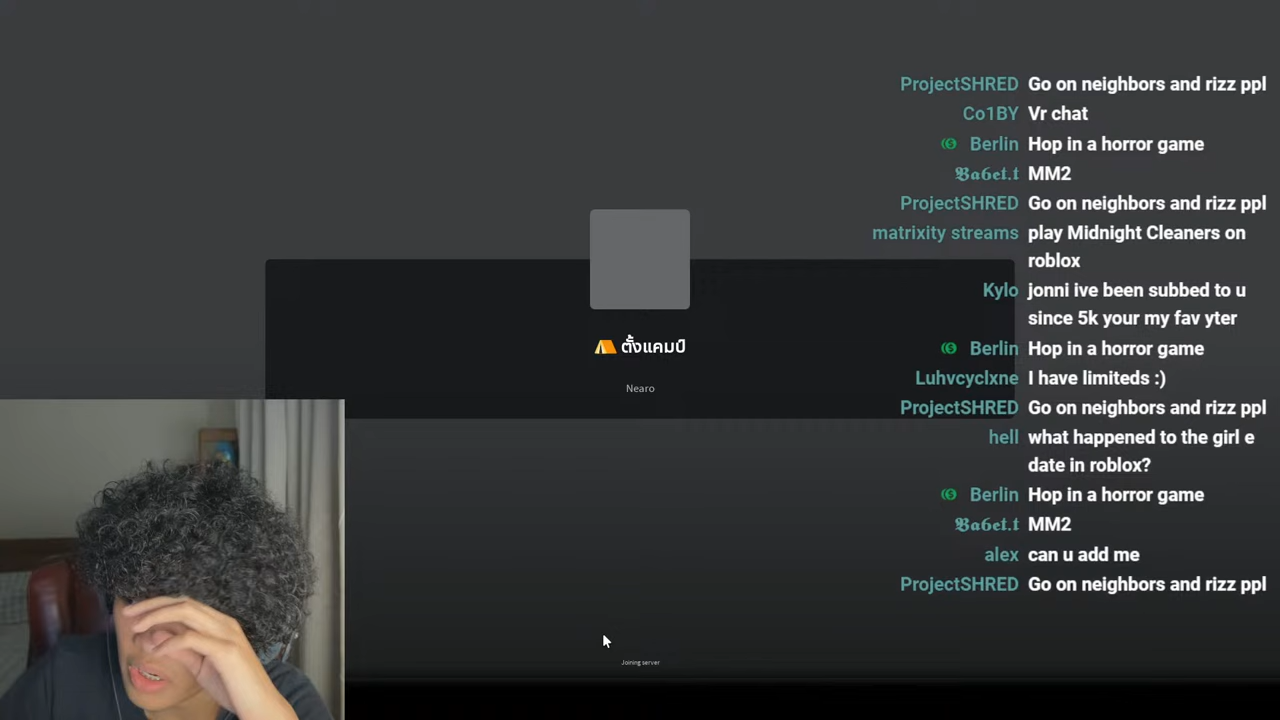 ProjectSHRED Go on neighbors and rizz ppl
Co1BY Vr chat
Berlin Hop in a horror game
𝕭𝖆6𝖊𝖙.𝖙 MM2
ProjectSHRED Go on neighbors and rizz ppl
matrixity streams play Midnight Cleaners on
roblox
Kylo jonni ive been subbed to u
since 5k your my fav yter
Berlin Hop in a horror game
Luhvcyclxne I have limiteds :)
ProjectSHRED Go on neighbors and rizz ppl
hell what happened to the girl e
date in roblox?
Berlin Hop in a horror game
𝕭𝖆6𝖊𝖙.𝖙 MM2
alex can u add me
ProjectSHRED Go on neighbors and rizz ppl
⛺ ตั้งแคมป์
Nearo
Joining server